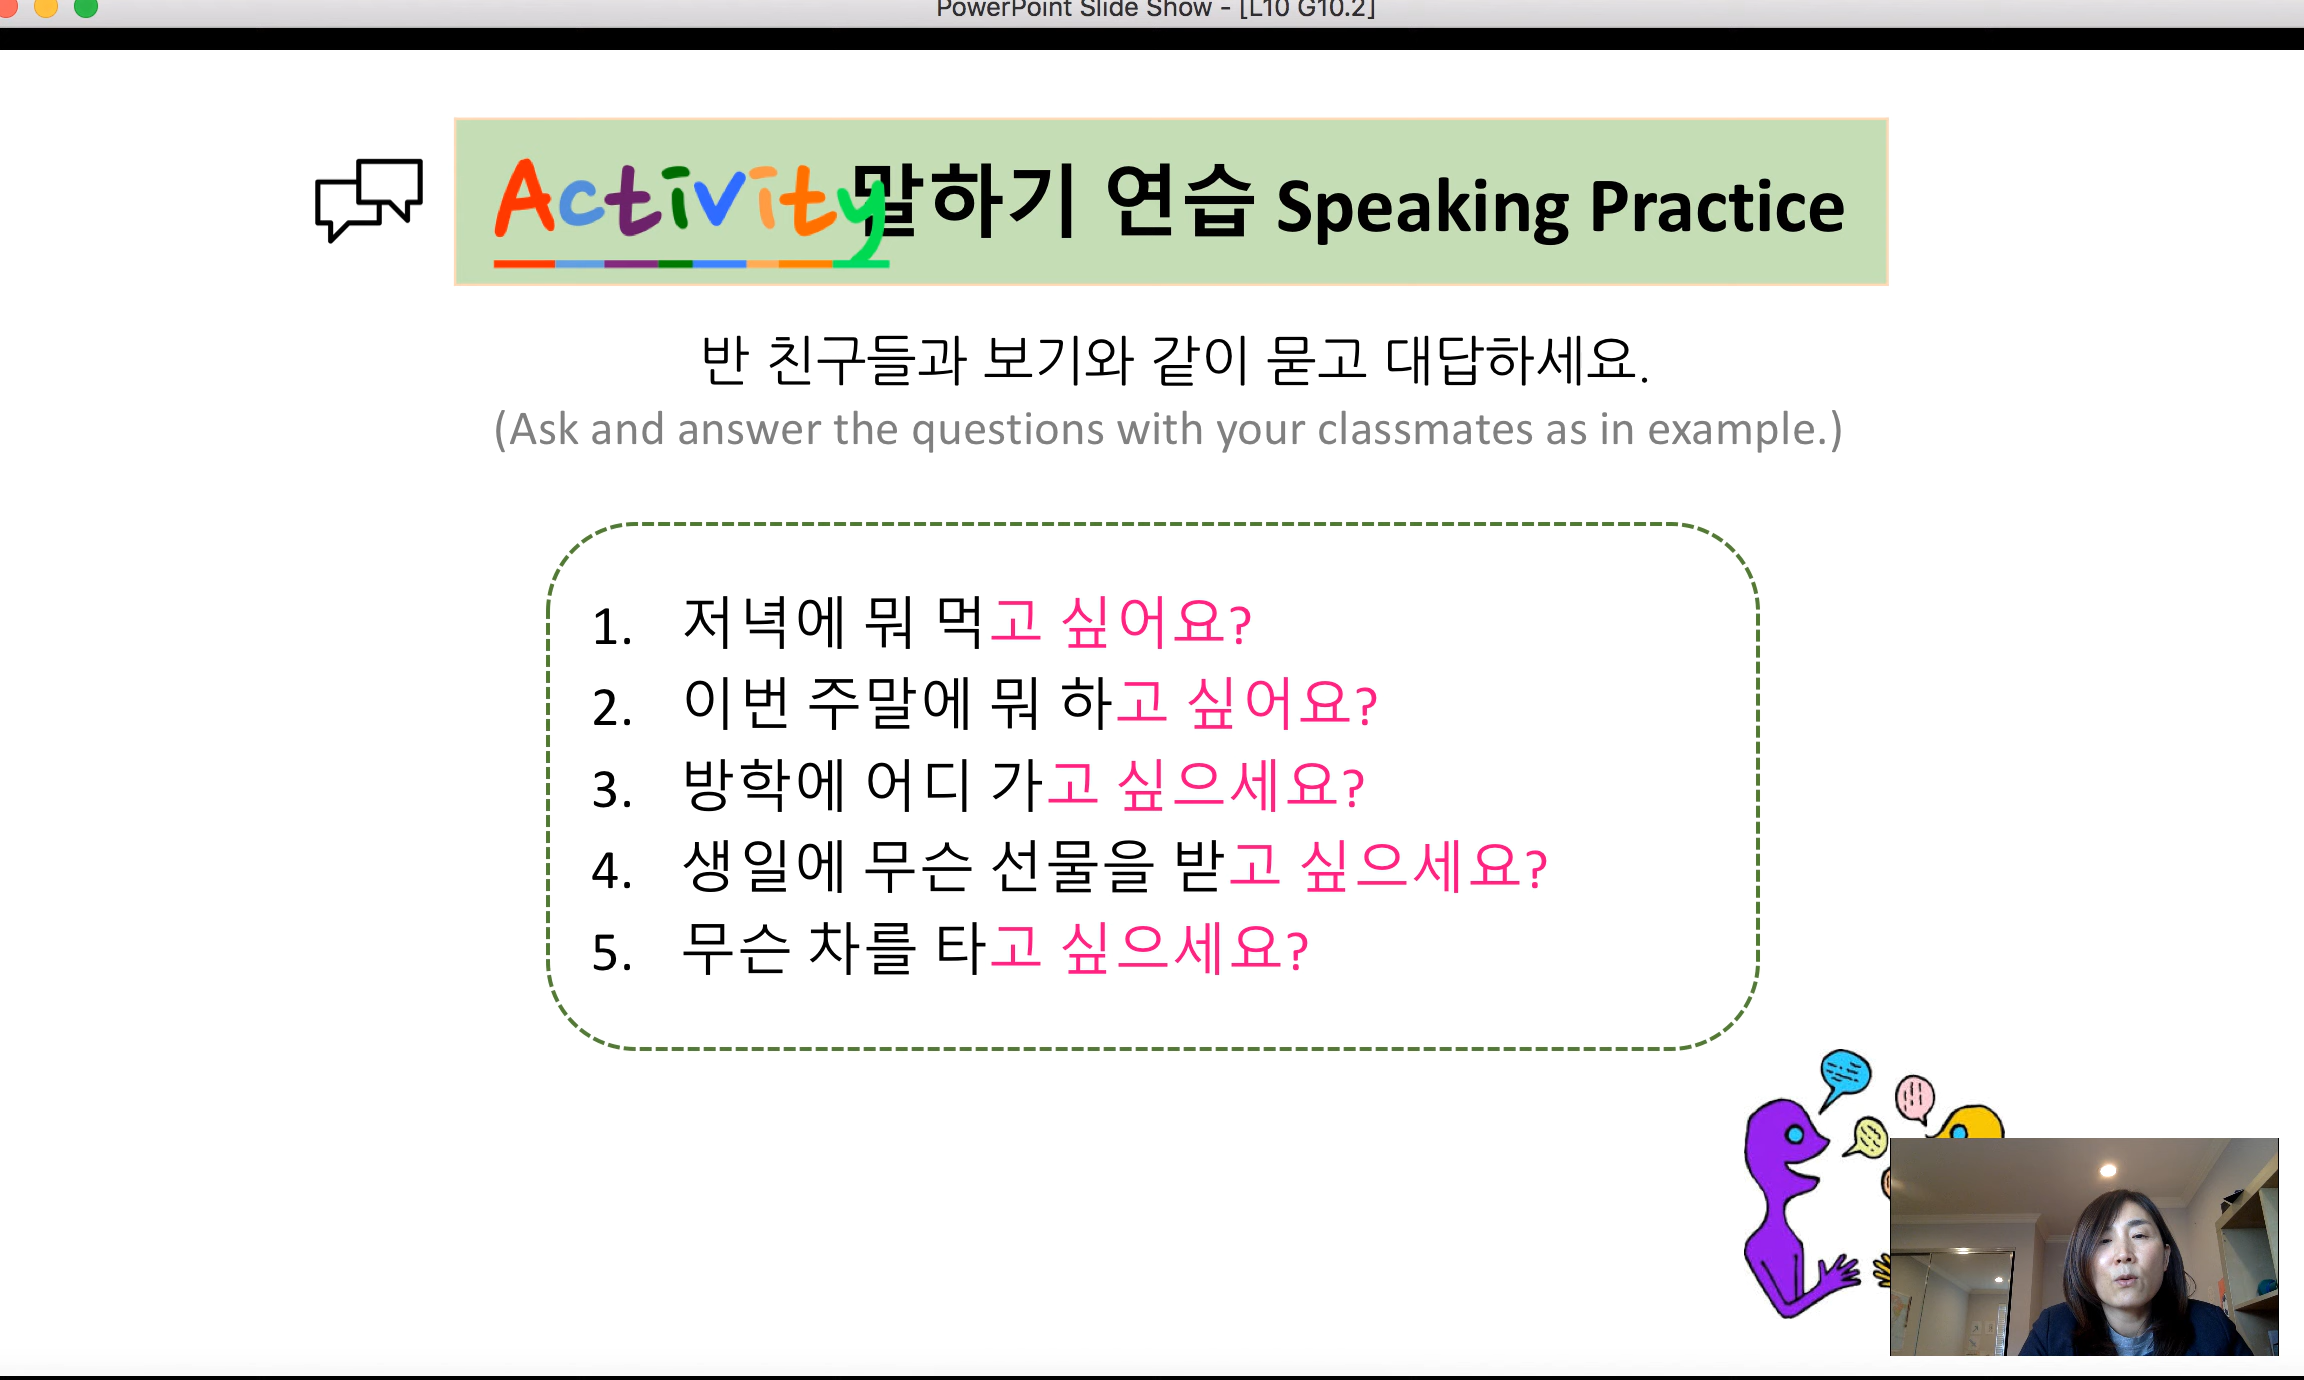 PowerPoint Slide Show - [L10 G10.2]
Activity 말하기 연습 Speaking Practice
반 친구들과 보기와 같이 묻고 대답하세요.
(Ask and answer the questions with your classmates as in example.)
1. 저녁에 뭐 먹고 싶어요?
2. 이번 주말에 뭐 하고 싶어요?
3. 방학에 어디 가고 싶으세요?
4. 생일에 무슨 선물을 받고 싶으세요?
5. 무슨 차를 타고 싶으세요?